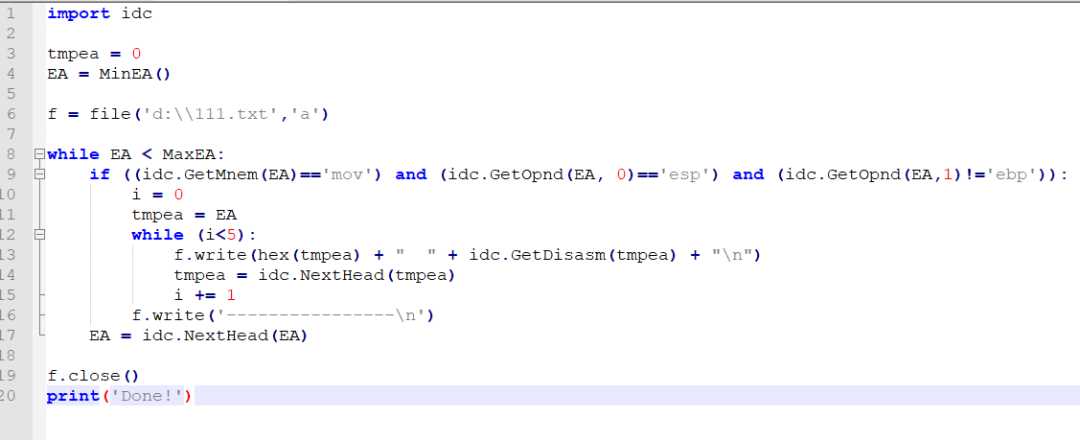 1 import idc
2
3 tmpea = 0
4 EA = MinEA()
5
6 f = file('d:\\111.txt','a')
7
8 while EA < MaxEA:
9     if ((idc.GetMnem(EA)=='mov') and (idc.GetOpnd(EA, 0)=='esp') and (idc.GetOpnd(EA,1)!='ebp')):
10         i = 0
11         tmpea = EA
12         while (i<5):
13             f.write(hex(tmpea) + "  " + idc.GetDisasm(tmpea) + "\n")
14             tmpea = idc.NextHead(tmpea)
15             i += 1
16         f.write('----------------\n')
17     EA = idc.NextHead(EA)
18
19 f.close()
20 print('Done!')